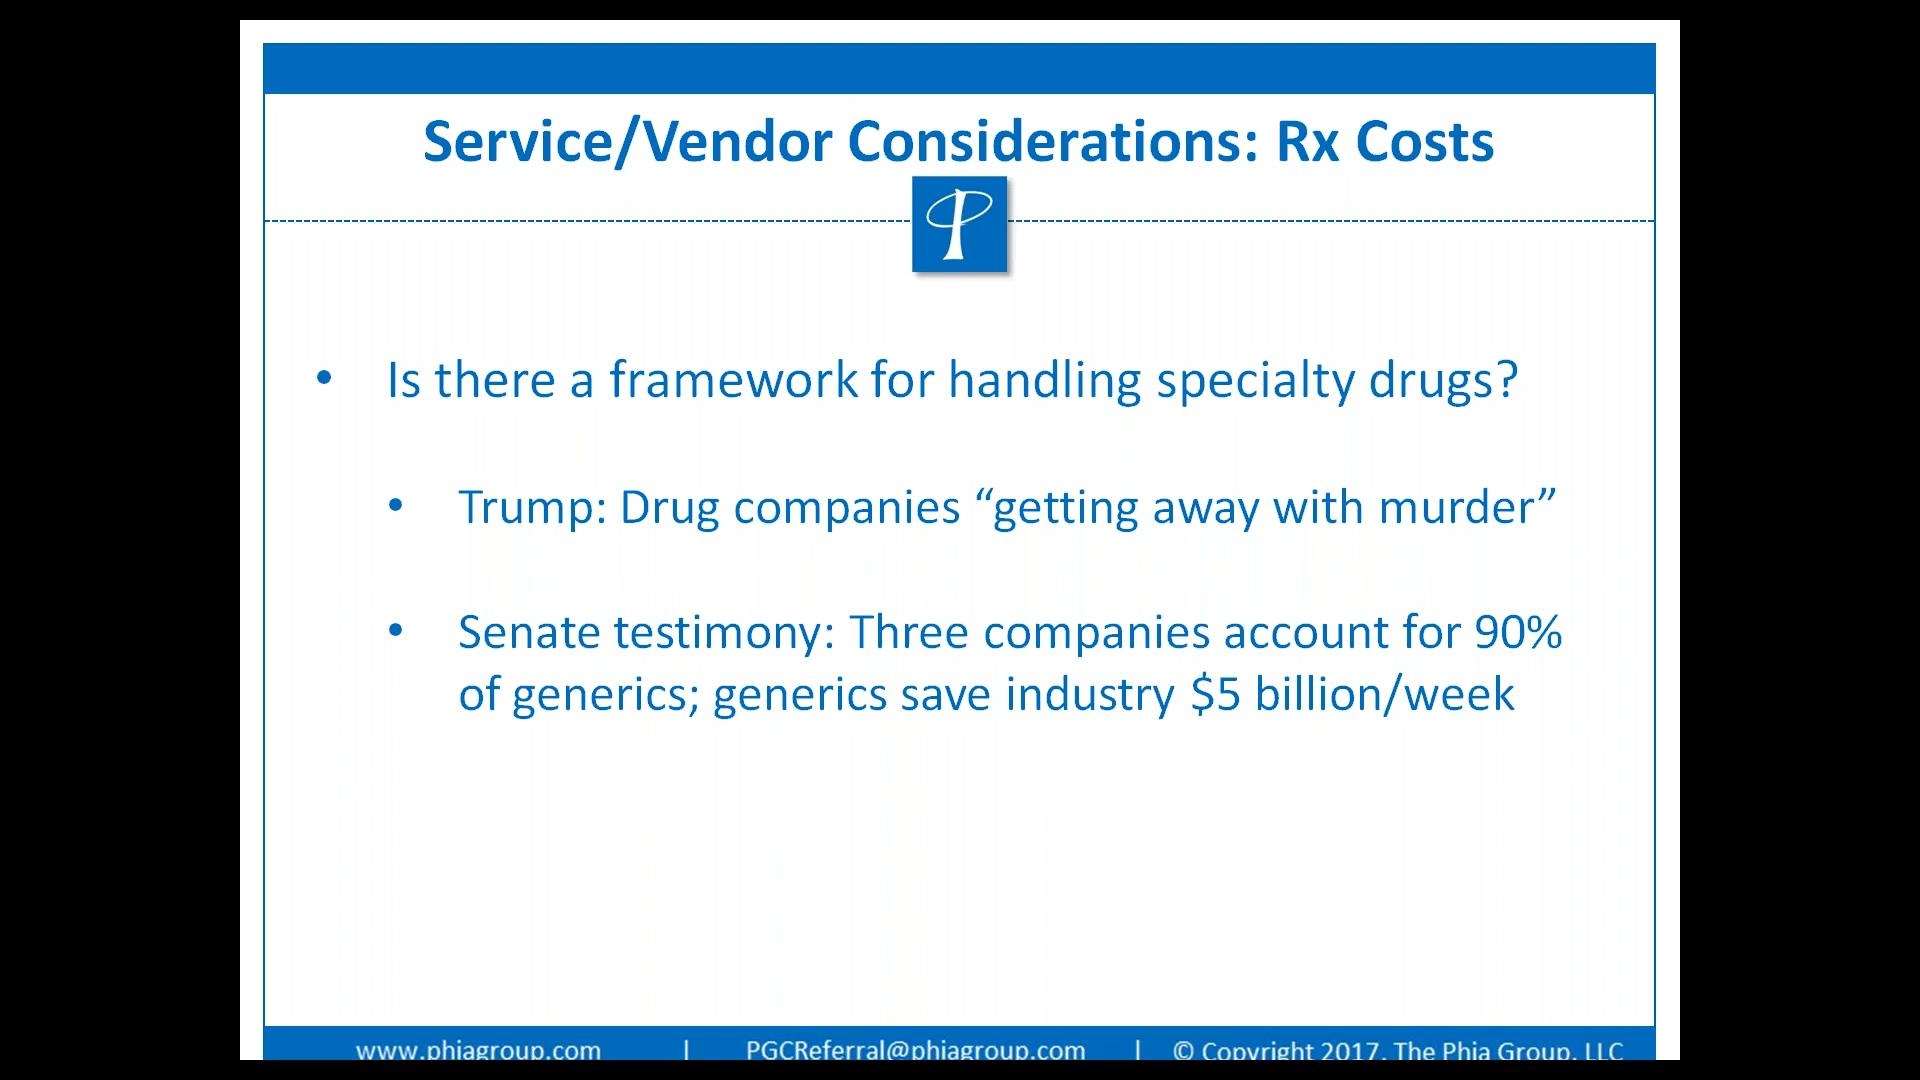 Service/Vendor Considerations: Rx Costs
• Is there a framework for handling specialty drugs?
• Trump: Drug companies “getting away with murder”
• Senate testimony: Three companies account for 90%
of generics; generics save industry $5 billion/week
www.phiagroup.com | PGCReferral@phiagroup.com | © Copyright 2017. The Phia Group, LLC